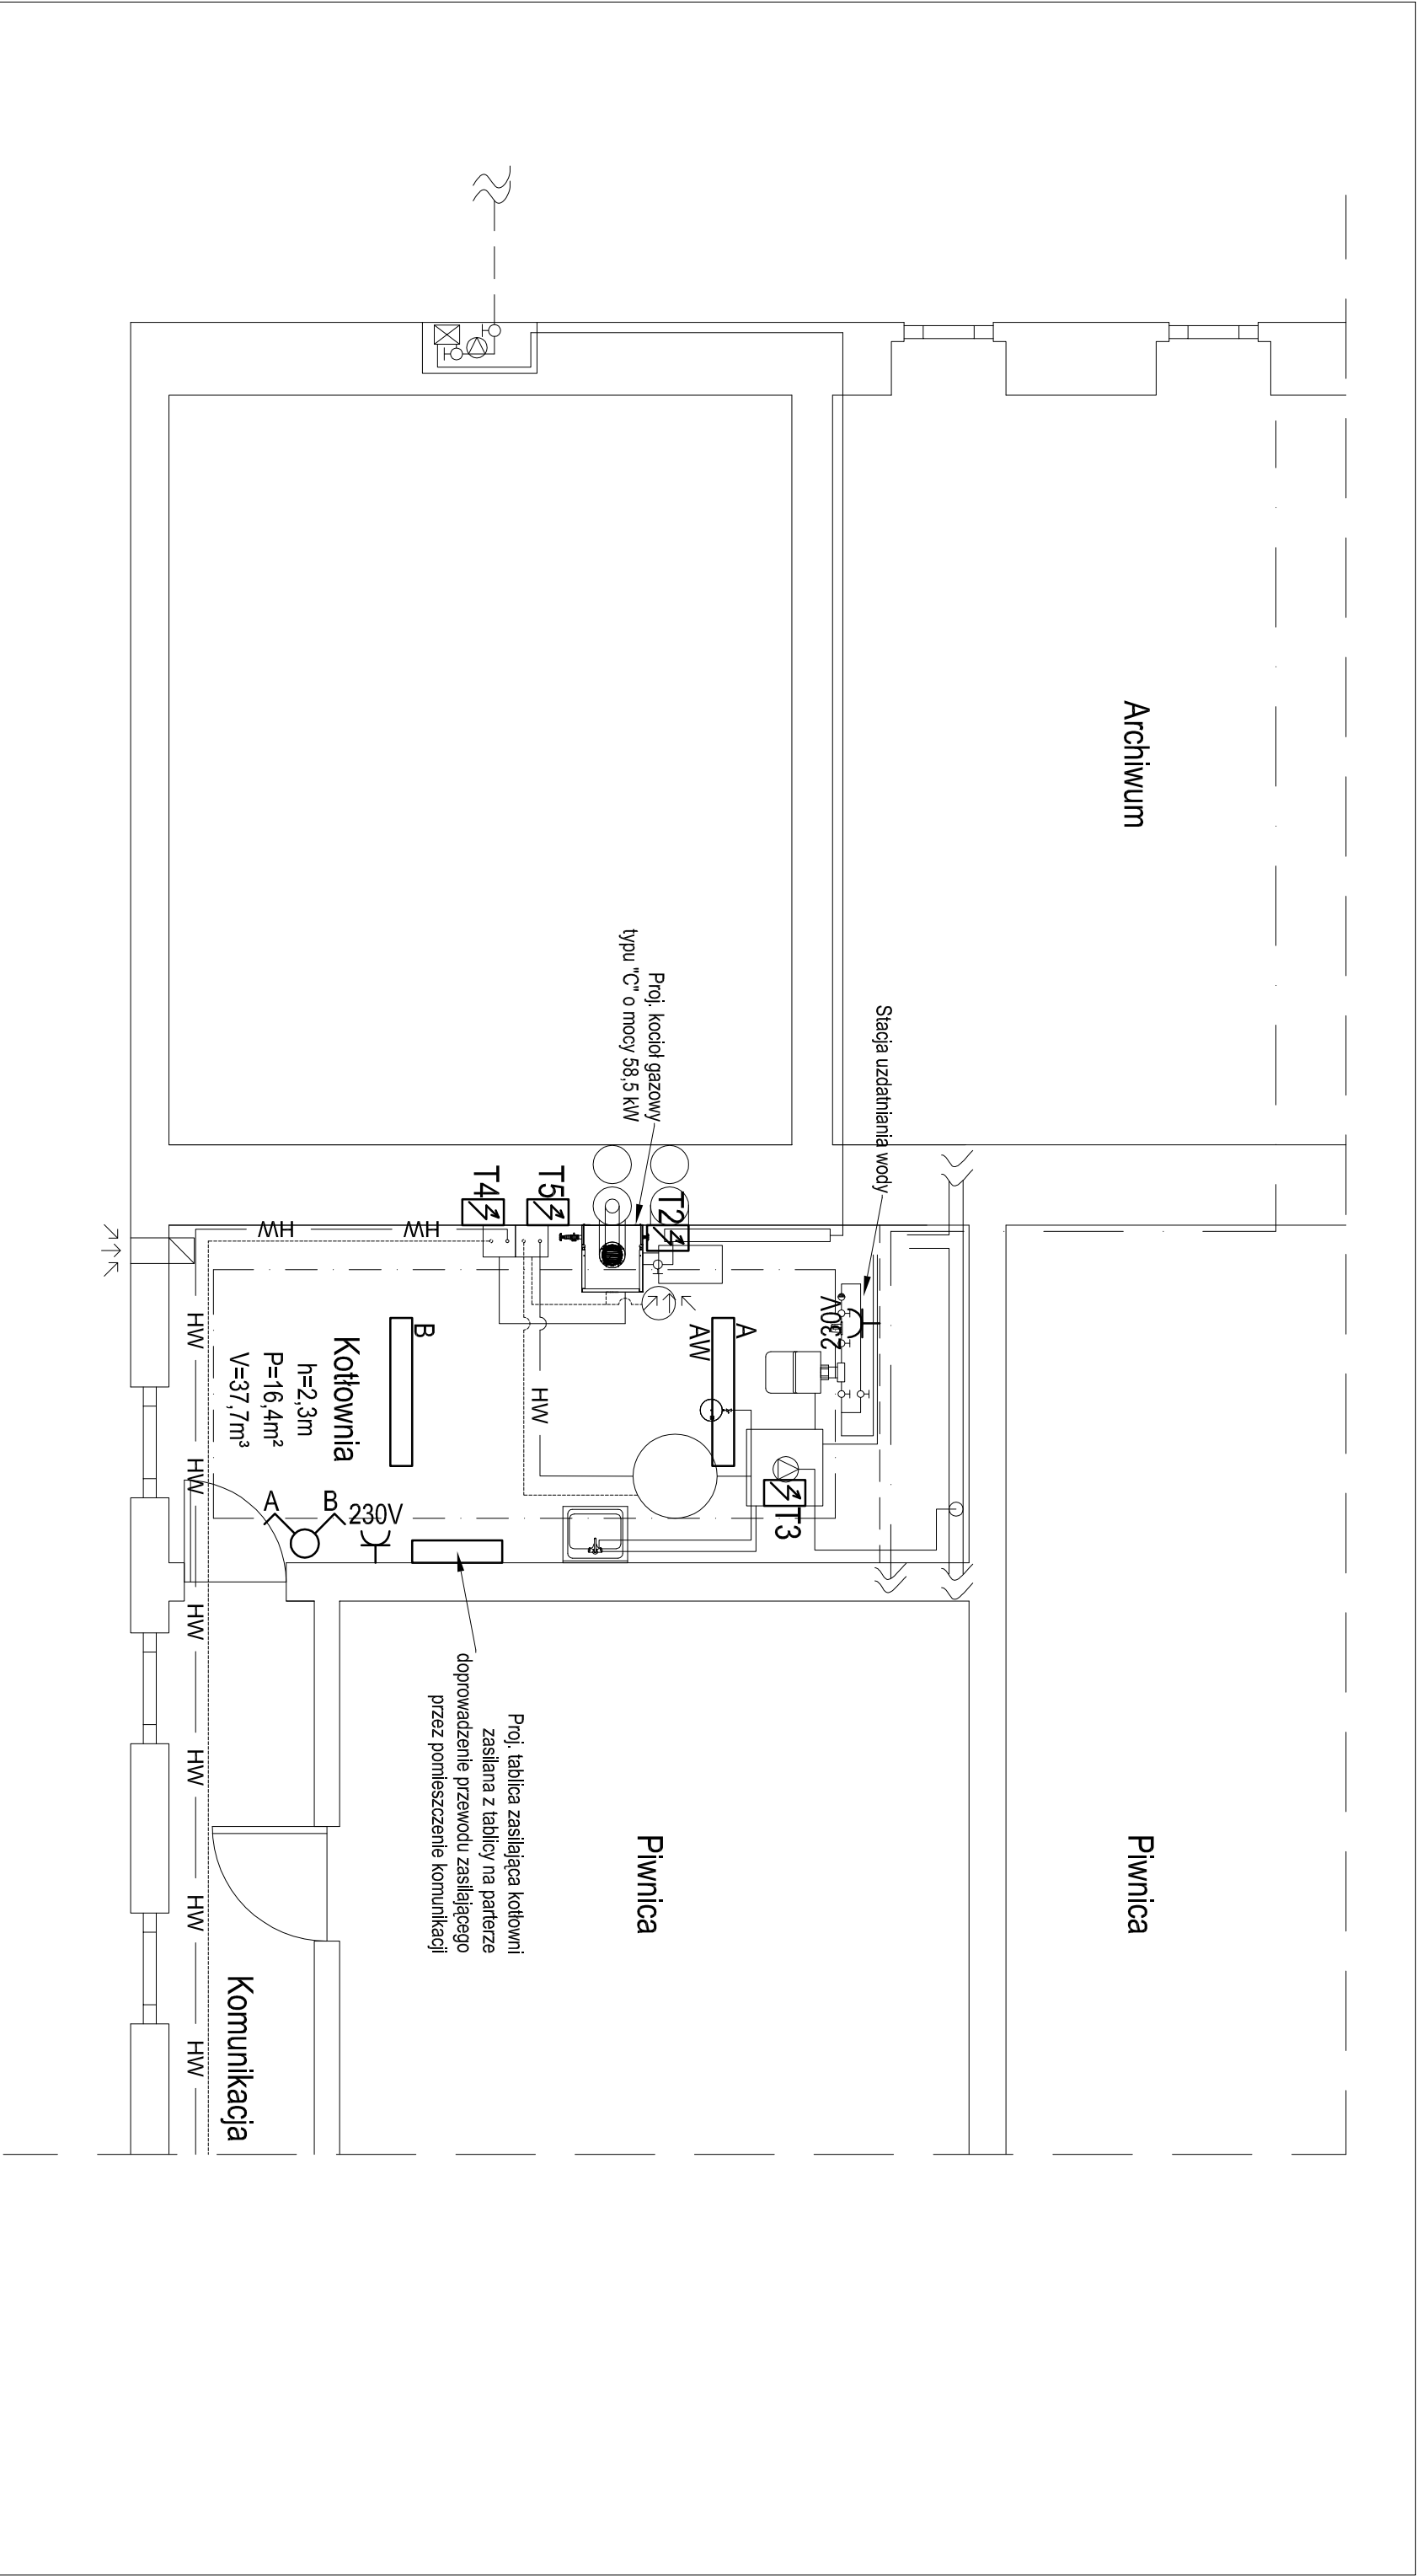 Archiwum
Stacja uzdatniania wody
Proj. kocioł gazowy
typu "C" o mocy 58,5 kW
T2
T5
T4
HW
HW
230V
A
AW
B
HW
HW
Kotłownia
h=2,3m
P=16,4m²
V=37,7m³
HW
T3
230V
B
A
HW
Proj. tablica zasilająca kotłowni
zasilana z tablicy na parterze
doprowadzenie przewodu zasilającego
przez pomieszczenie komunikacji
Piwnica
Piwnica
HW
HW
Komunikacja
HW